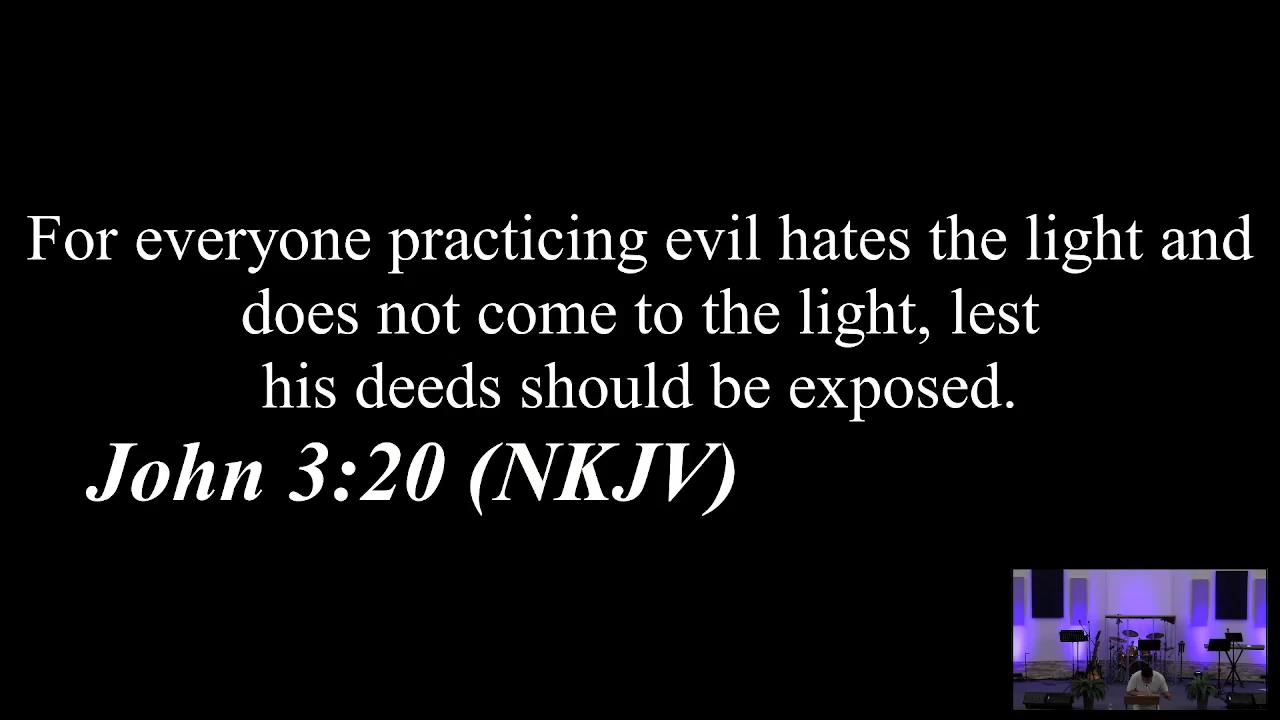 For everyone practicing evil hates the light and
does not come to the light, lest
his deeds should be exposed.
John 3:20 (NKJV)